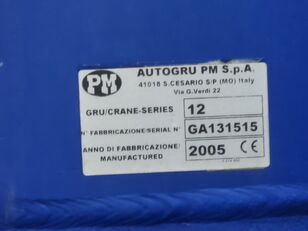 PM
AUTOGRU PM S.p.A.
41018 S.CESARIO S/P (MO) Italy
Via G.Verdi 22
GRU/CRANE-SERIES 12
N° FABBRICAZIONE/SERIAL N° GA131515
ANNO DI FABBRICAZIONE/
MANUFACTURED 2005 CE